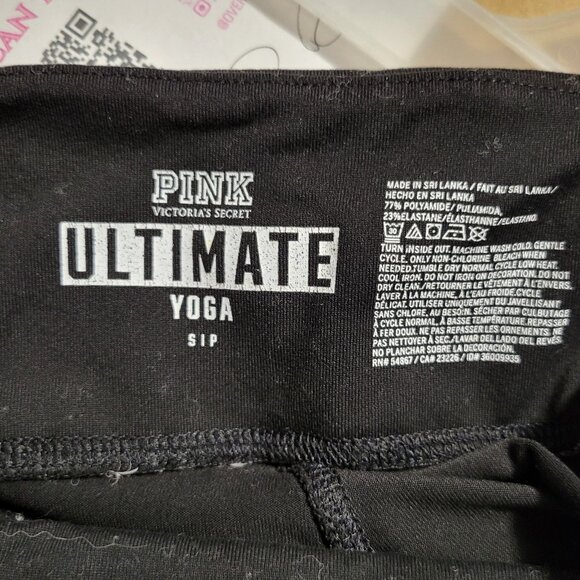 CAN
@OVE
PINK
VICTORIA'S SECRET
ULTIMATE
YOGA
S I P
MADE IN SRI LANKA / FAIT AU SRI LANKA/
HECHO EN SRI LANKA
77% POLYAMIDE / PULIAMIDA,
23%ELASTANE/ÉLASTHANNE/ELASTANO.
30
TURN INSIDE OUT. MACHINE WASH COLD. GENTLE
CYCLE. ONLY NON-CHLORINE BLEACH WHEN
NEEDED.TUMBLE DRY NORMAL CYCLE LOW HEAT.
COOL IRON. DO NOT IRON ON DECORATION. DO NOT
DRY CLEAN./RETOURNER LE VÊTEMENT À L'ENVERS.
LAVER À LA MACHINE, À L'EAU FROIDE.CYCLE
DÉLICAT. UTILISER UNIQUEMENT DU JAVELLISANT
SANS CHLORE, AU BESOIN. SÉCHER PAR CULBUTAGE
À CYCLE NORMAL, À BASSE TEMPÉRATURE.REPASSER
À FER DOUX. NE PAS REPASSER LES ORNEMENTS. NE
PAS NETTOYER À SEC./LAVAR DEL LADO DEL REVÉS
NO PLANCHAR SOBRE LA DECORACIÓN.
RN# 54867 / CA# 23226 / ID# 36009935